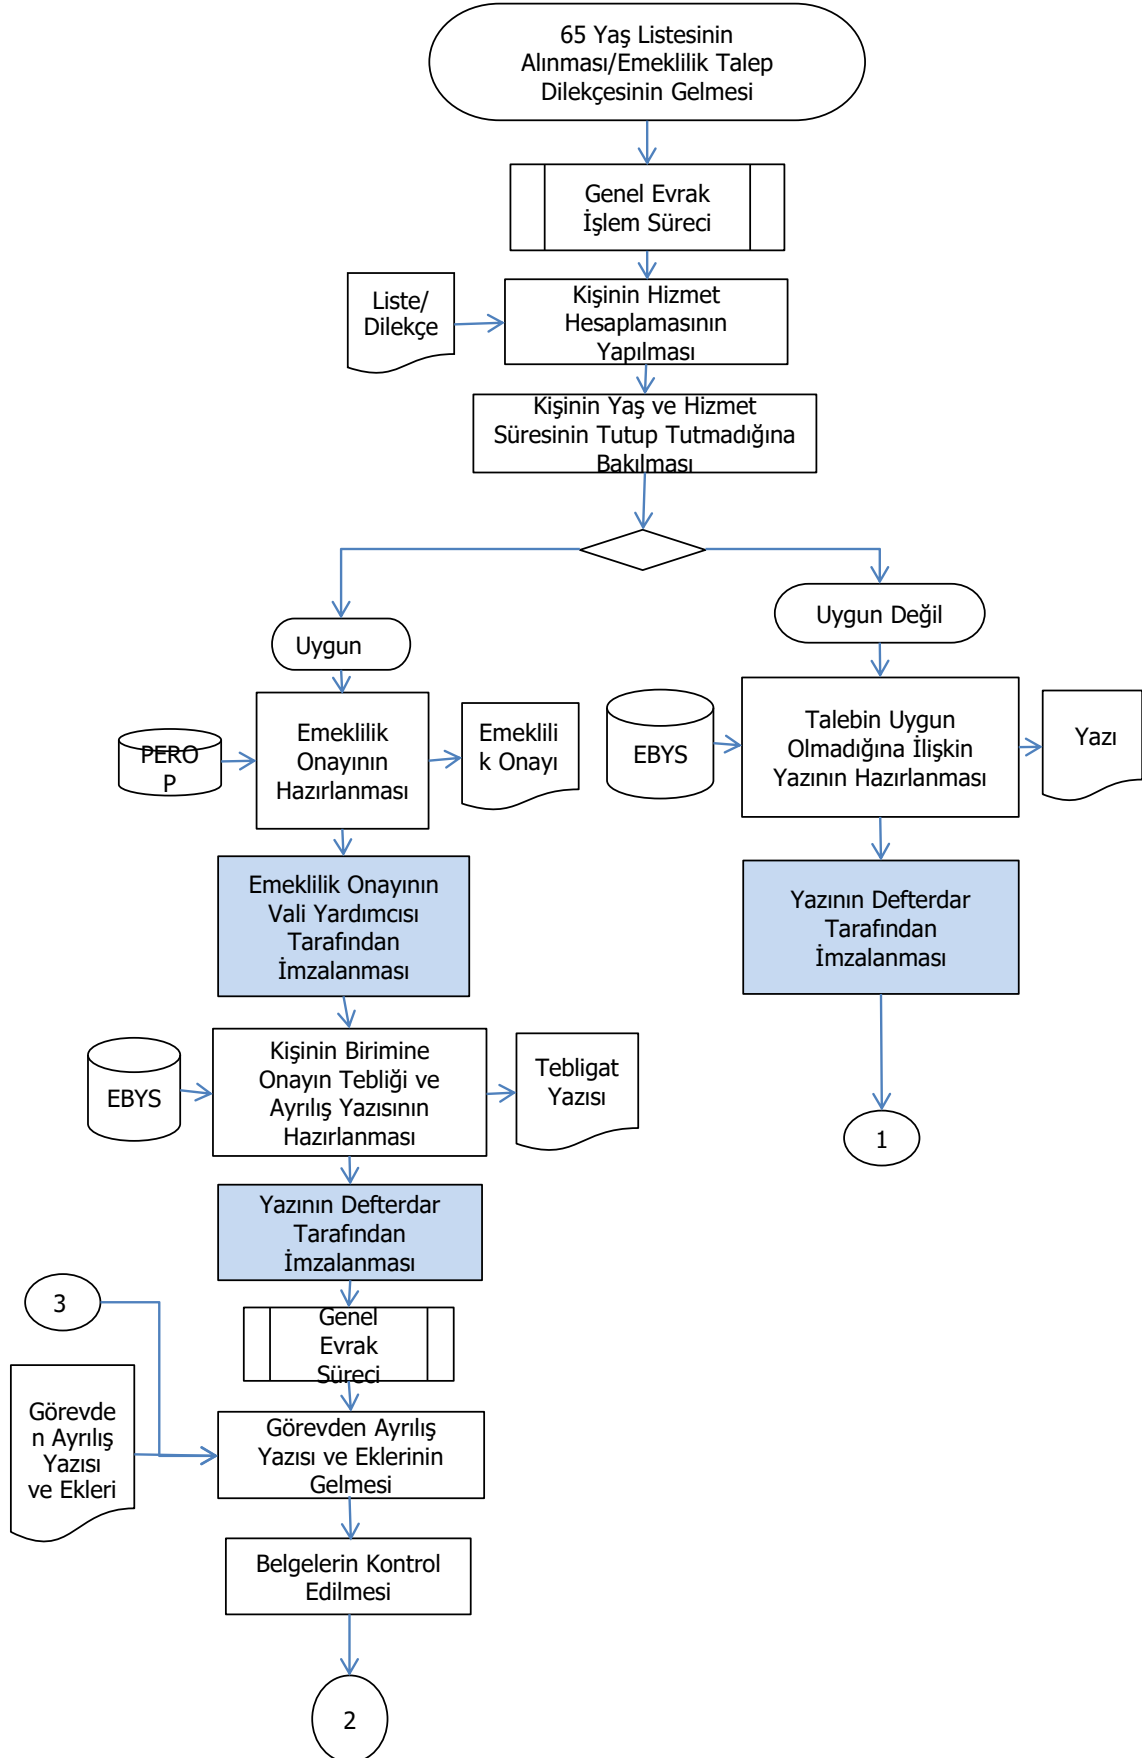 65 Yaş Listesinin
Alınması/Emeklilik Talep
Dilekçesinin Gelmesi
Genel Evrak
İşlem Süreci
Liste/
Dilekçe
Kişinin Hizmet
Hesaplamasının
Yapılması
Kişinin Yaş ve Hizmet
Süresinin Tutup Tutmadığına
Bakılması
Uygun
Uygun Değil
PERO
P
Emeklilik
Onayının
Hazırlanması
Emeklili
k Onayı
EBYS
Talebin Uygun
Olmadığına İlişkin
Yazının Hazırlanması
Yazı
Emeklilik Onayının
Vali Yardımcısı
Tarafından
İmzalanması
Yazının Defterdar
Tarafından
İmzalanması
EBYS
Kişinin Birimine
Onayın Tebliği ve
Ayrılış Yazısının
Hazırlanması
Tebligat
Yazısı
1
Yazının Defterdar
Tarafından
İmzalanması
3
Genel
Evrak
Süreci
Görevde
n Ayrılış
Yazısı
ve Ekleri
Görevden Ayrılış
Yazısı ve Eklerinin
Gelmesi
Belgelerin Kontrol
Edilmesi
2